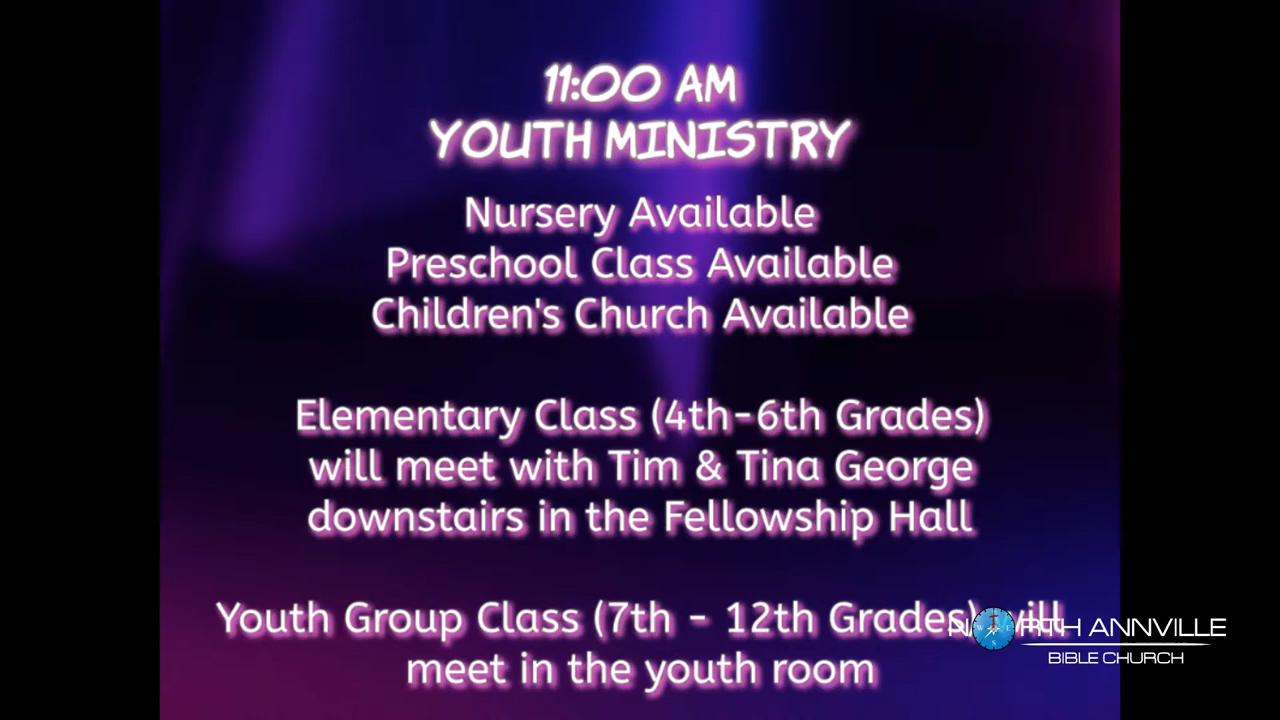 11:00 AM
YOUTH MINISTRY
Nursery Available
Preschool Class Available
Children's Church Available
Elementary Class (4th-6th Grades)
will meet with Tim & Tina George
downstairs in the Fellowship Hall
Youth Group Class (7th - 12th Grades) will
meet in the youth room
NORTH ANNVILLE
BIBLE CHURCH